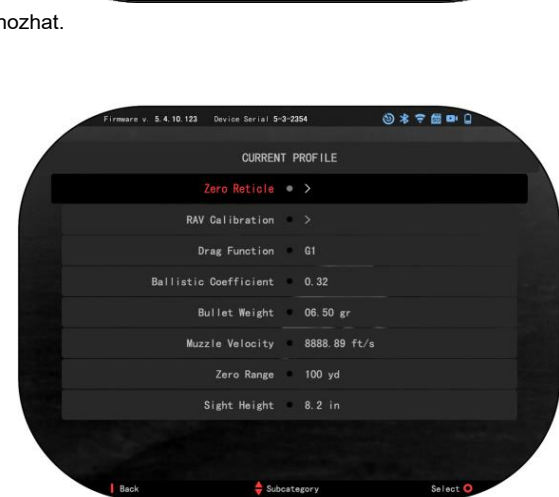 nozhat.
Firmware v. 5.4.10.123 Device Serial 5-3-2354
CURRENT PROFILE
Zero Reticle >
RAV Calibration >
Drag Function G1
Ballistic Coefficient 0.32
Bullet Weight 06.50 gr
Muzzle Velocity 8888.89 ft/s
Zero Range 100 yd
Sight Height 8.2 in
Back Subcategory Select